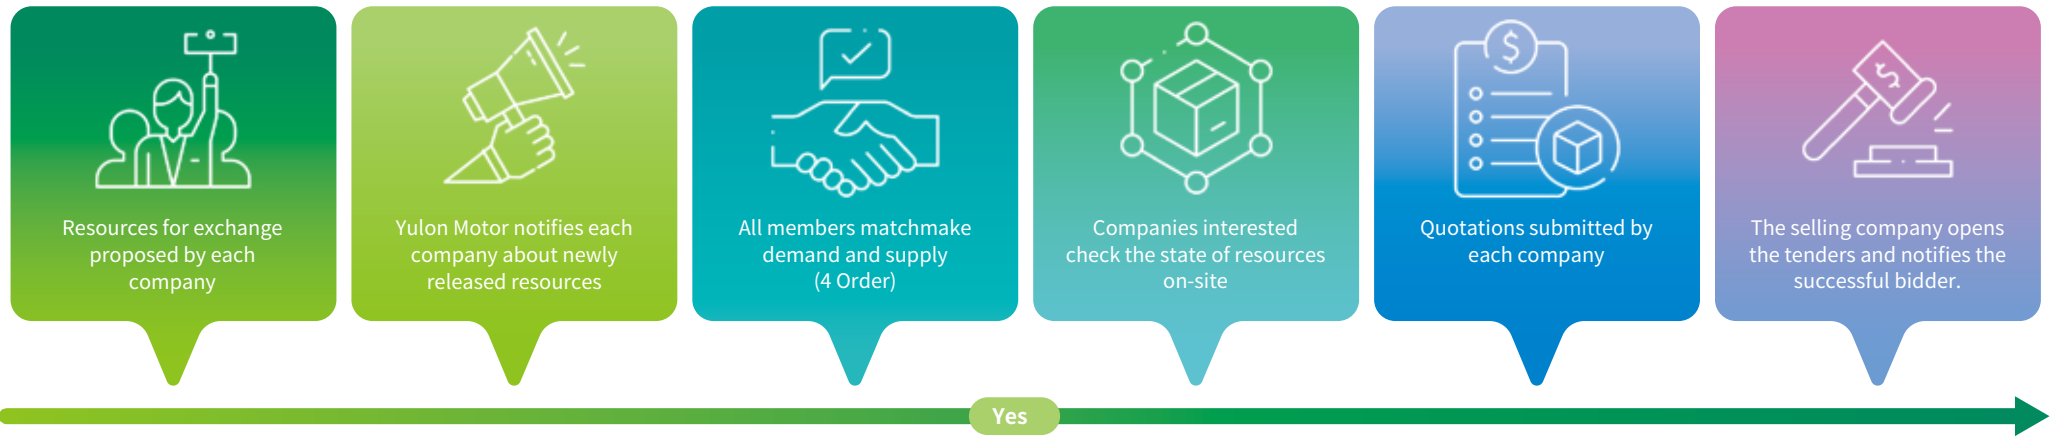 Resources for exchange
proposed by each
company
Yulon Motor notifies each
company about newly
released resources
All members matchmake
demand and supply
(4 Order)
Companies interested
check the state of resources
on-site
$
Quotations submitted by
each company
$
The selling company opens
the tenders and notifies the
successful bidder.
Yes